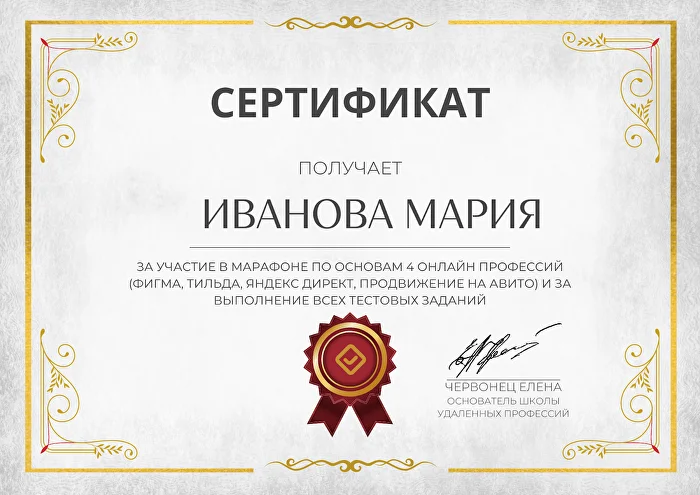 СЕРТИФИКАТ
ПОЛУЧАЕТ
ИВАНОВА МАРИЯ
ЗА УЧАСТИЕ В МАРАФОНЕ ПО ОСНОВАМ 4 ОНЛАЙН ПРОФЕССИЙ
(ФИГМА, ТИЛЬДА, ЯНДЕКС ДИРЕКТ, ПРОДВИЖЕНИЕ НА АВИТО) И ЗА
ВЫПОЛНЕНИЕ ВСЕХ ТЕСТОВЫХ ЗАДАНИЙ
ЧЕРВОНЕЦ ЕЛЕНА
ОСНОВАТЕЛЬ ШКОЛЫ
УДАЛЕННЫХ ПРОФЕССИЙ